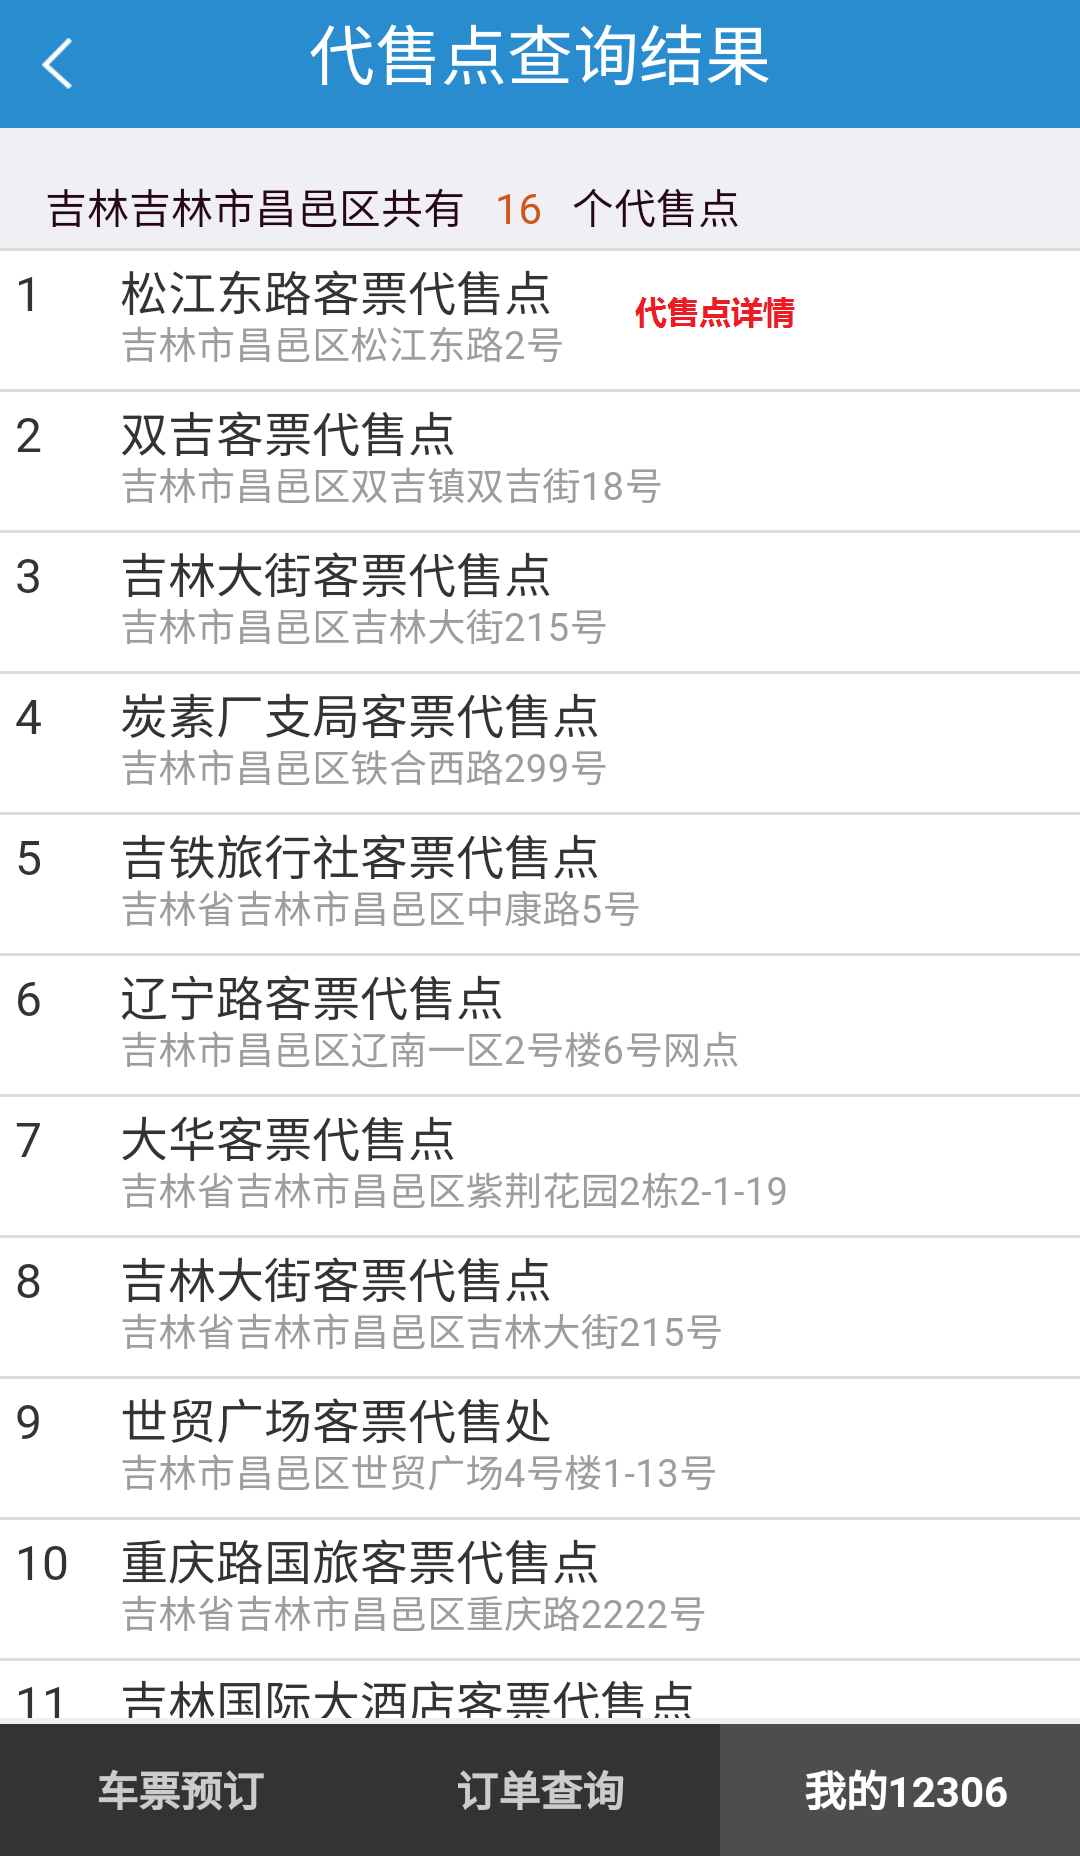 代售点查询结果
吉林吉林市昌邑区共有 16 个代售点
1 松江东路客票代售点
代售点详情
吉林市昌邑区松江东路2号
2 双吉客票代售点
吉林市昌邑区双吉镇双吉街18号
3 吉林大街客票代售点
吉林市昌邑区吉林大街215号
4 炭素厂支局客票代售点
吉林市昌邑区铁合西路299号
5 吉铁旅行社客票代售点
吉林省吉林市昌邑区中康路5号
6 辽宁路客票代售点
吉林市昌邑区辽南一区2号楼6号网点
7 大华客票代售点
吉林省吉林市昌邑区紫荆花园2栋2-1-19
8 吉林大街客票代售点
吉林省吉林市昌邑区吉林大街215号
9 世贸广场客票代售处
吉林市昌邑区世贸广场4号楼1-13号
10 重庆路国旅客票代售点
吉林省吉林市昌邑区重庆路2222号
11 吉林国际大酒店客票代售点
车票预订 订单查询 我的12306